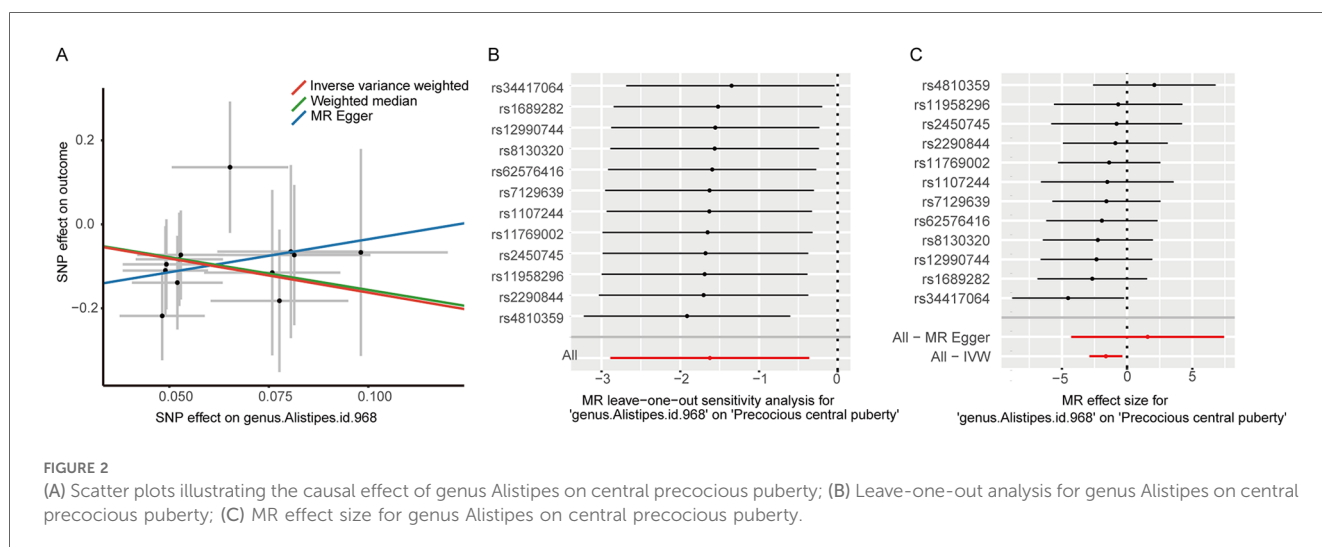 A
Inverse variance weighted
Weighted median
MR Egger
SNP effect on outcome
0.2
0.0
−0.2
0.050
0.075
0.100
SNP effect on genus.Alistipes.id.968
B
rs34417064
rs1689282
rs12990744
rs8130320
rs62576416
rs7129639
rs1107244
rs11769002
rs2450745
rs11958296
rs2290844
rs4810359
All
−3
−2
−1
0
MR leave−one−out sensitivity analysis for
'genus.Alistipes.id.968' on 'Precocious central puberty'
C
rs4810359
rs11958296
rs2450745
rs2290844
rs11769002
rs1107244
rs7129639
rs62576416
rs8130320
rs12990744
rs1689282
rs34417064
All − MR Egger
All − IVW
−5
0
5
MR effect size for
'genus.Alistipes.id.968' on 'Precocious central puberty'
FIGURE 2
(A) Scatter plots illustrating the causal effect of genus Alistipes on central precocious puberty; (B) Leave-one-out analysis for genus Alistipes on central
precocious puberty; (C) MR effect size for genus Alistipes on central precocious puberty.